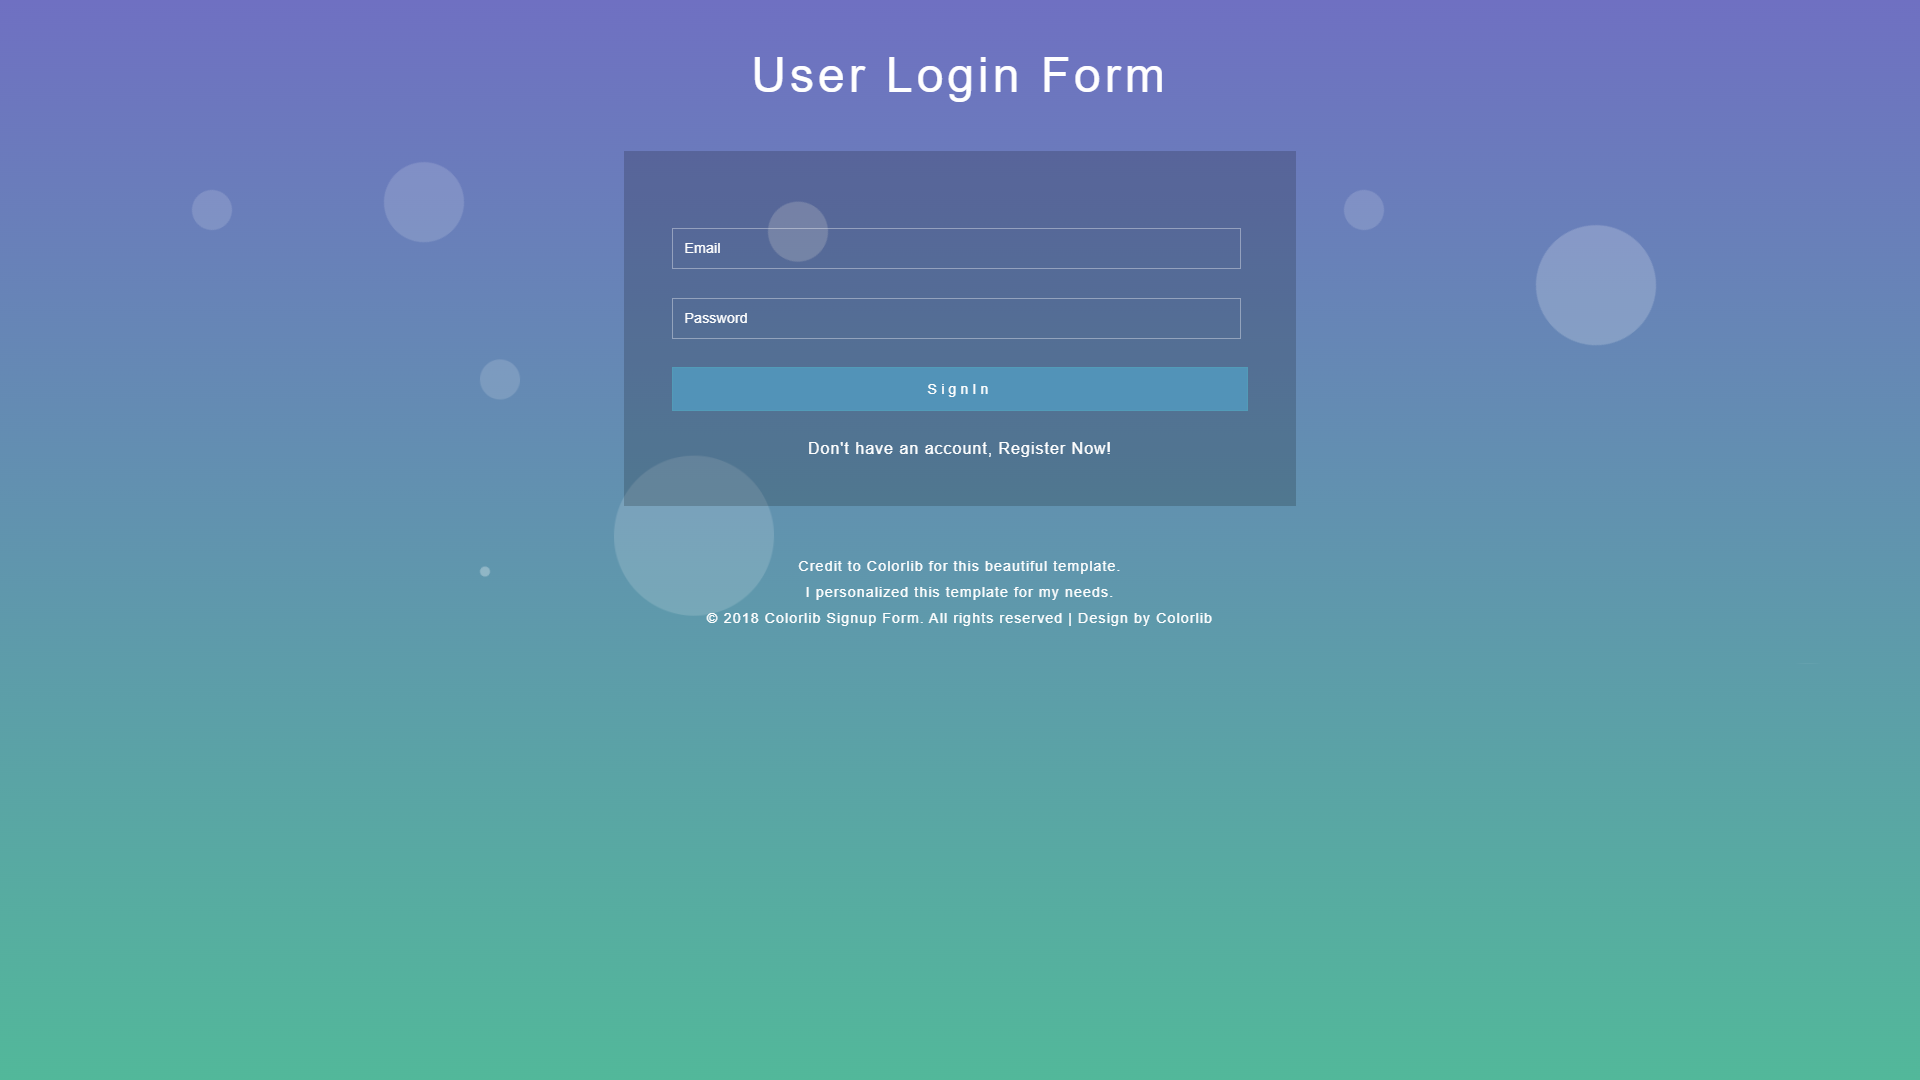 User Login Form
Email
Password
SignIn
Don't have an account, Register Now!
Credit to Colorlib for this beautiful template.
I personalized this template for my needs.
© 2018 Colorlib Signup Form. All rights reserved | Design by Colorlib